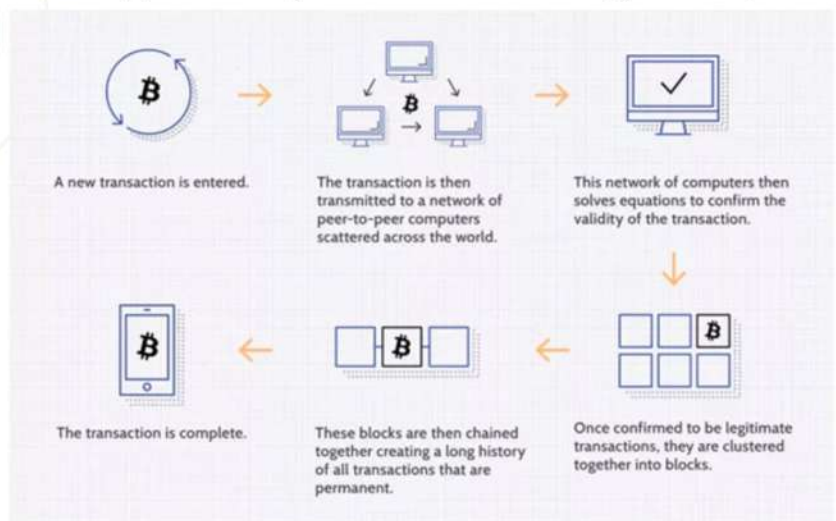 A new transaction is entered.
The transaction is then
transmitted to a network of
peer-to-peer computers
scattered across the world.
This network of computers then
solves equations to confirm the
validity of the transaction.
Once confirmed to be legitimate
transactions, they are clustered
together into blocks.
These blocks are then chained
together creating a long history
of all transactions that are
permanent.
The transaction is complete.